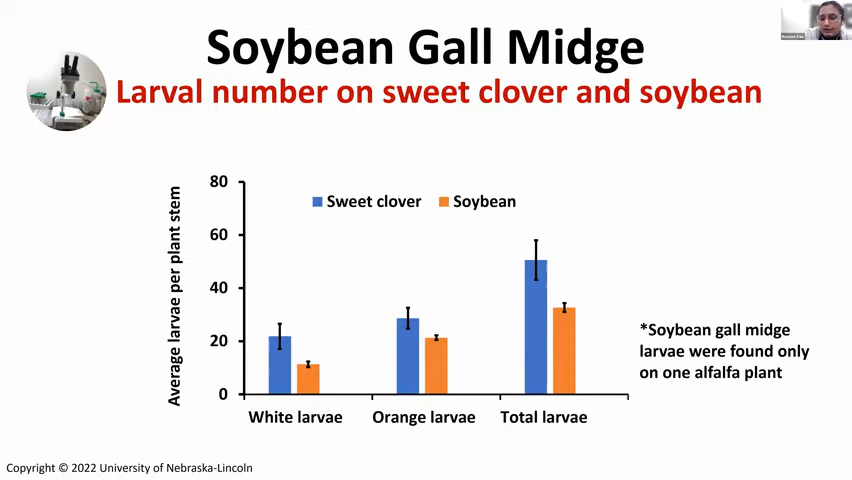 Soybean Gall Midge
Larval number on sweet clover and soybean
Average larvae per plant stem
80
60
40
20
0
Sweet clover
Soybean
White larvae
Orange larvae
Total larvae
*Soybean gall midge
larvae were found only
on one alfalfa plant
Copyright © 2022 University of Nebraska-Lincoln